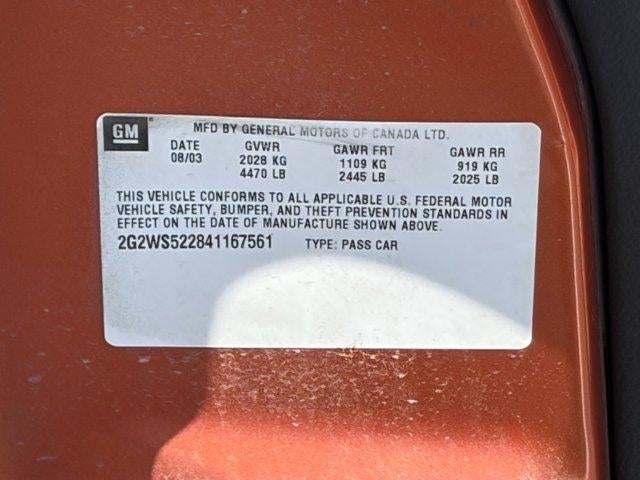 GM MFD BY GENERAL MOTORS OF CANADA LTD.
DATE GVWR GAWR FRT GAWR RR
08/03 2028 KG 1109 KG 919 KG
4470 LB 2445 LB 2025 LB
THIS VEHICLE CONFORMS TO ALL APPLICABLE U.S. FEDERAL MOTOR
VEHICLE SAFETY, BUMPER, AND THEFT PREVENTION STANDARDS IN
EFFECT ON THE DATE OF MANUFACTURE SHOWN ABOVE.
2G2WS522841167561 TYPE: PASS CAR